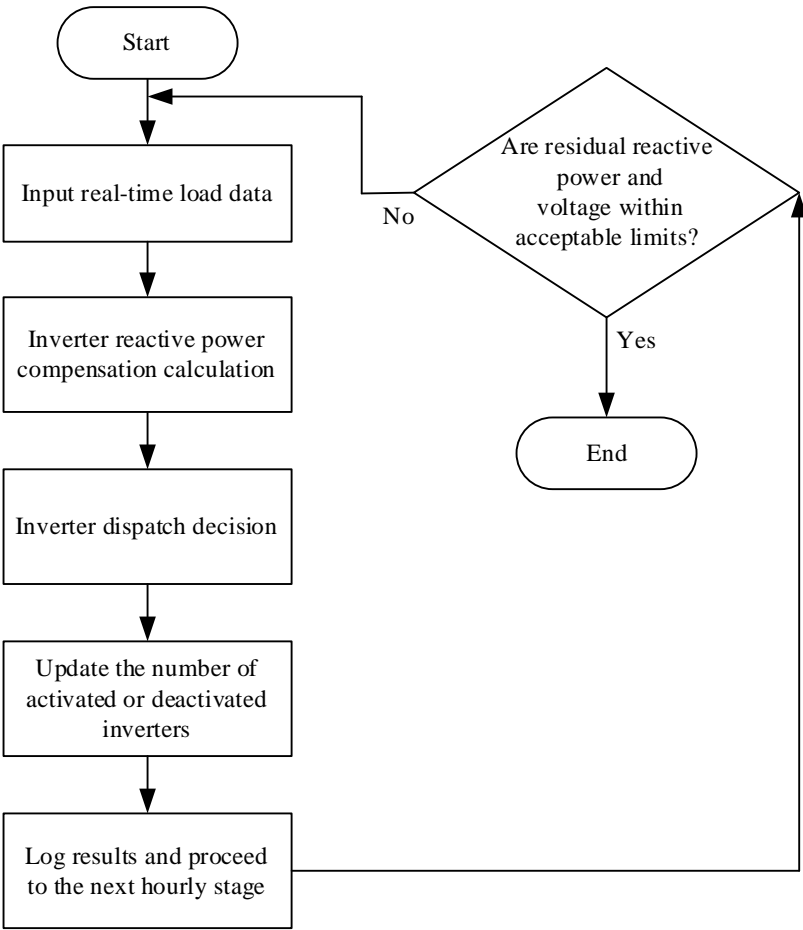 Start
Input real-time load data
Inverter reactive power
compensation calculation
Inverter dispatch decision
Update the number of
activated or deactivated
inverters
Log results and proceed
to the next hourly stage
Are residual reactive
power and
voltage within
acceptable limits?
No
Yes
End